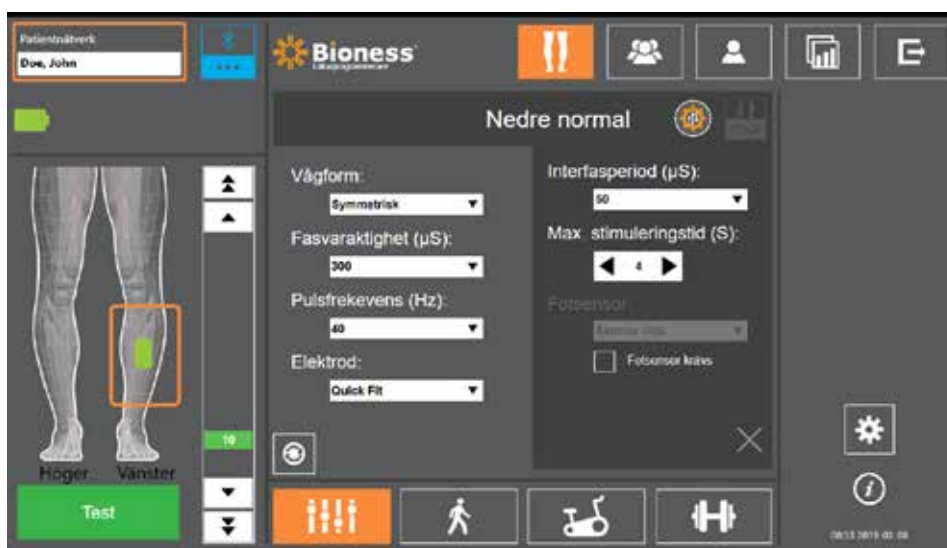 Patientnätverk
Doe, John
Bioness
Nedre normal
Vågform:
Symmetrisk
Fasvaraktighet (µS):
300
Pulsfrekevens (Hz):
40
Elektrod:
Quick Fit
Interfasperiod (µS):
50
Max stimuleringstid (S):
4
Fotsensor
Fotsensor krävs
10
Höger
Vänster
Test